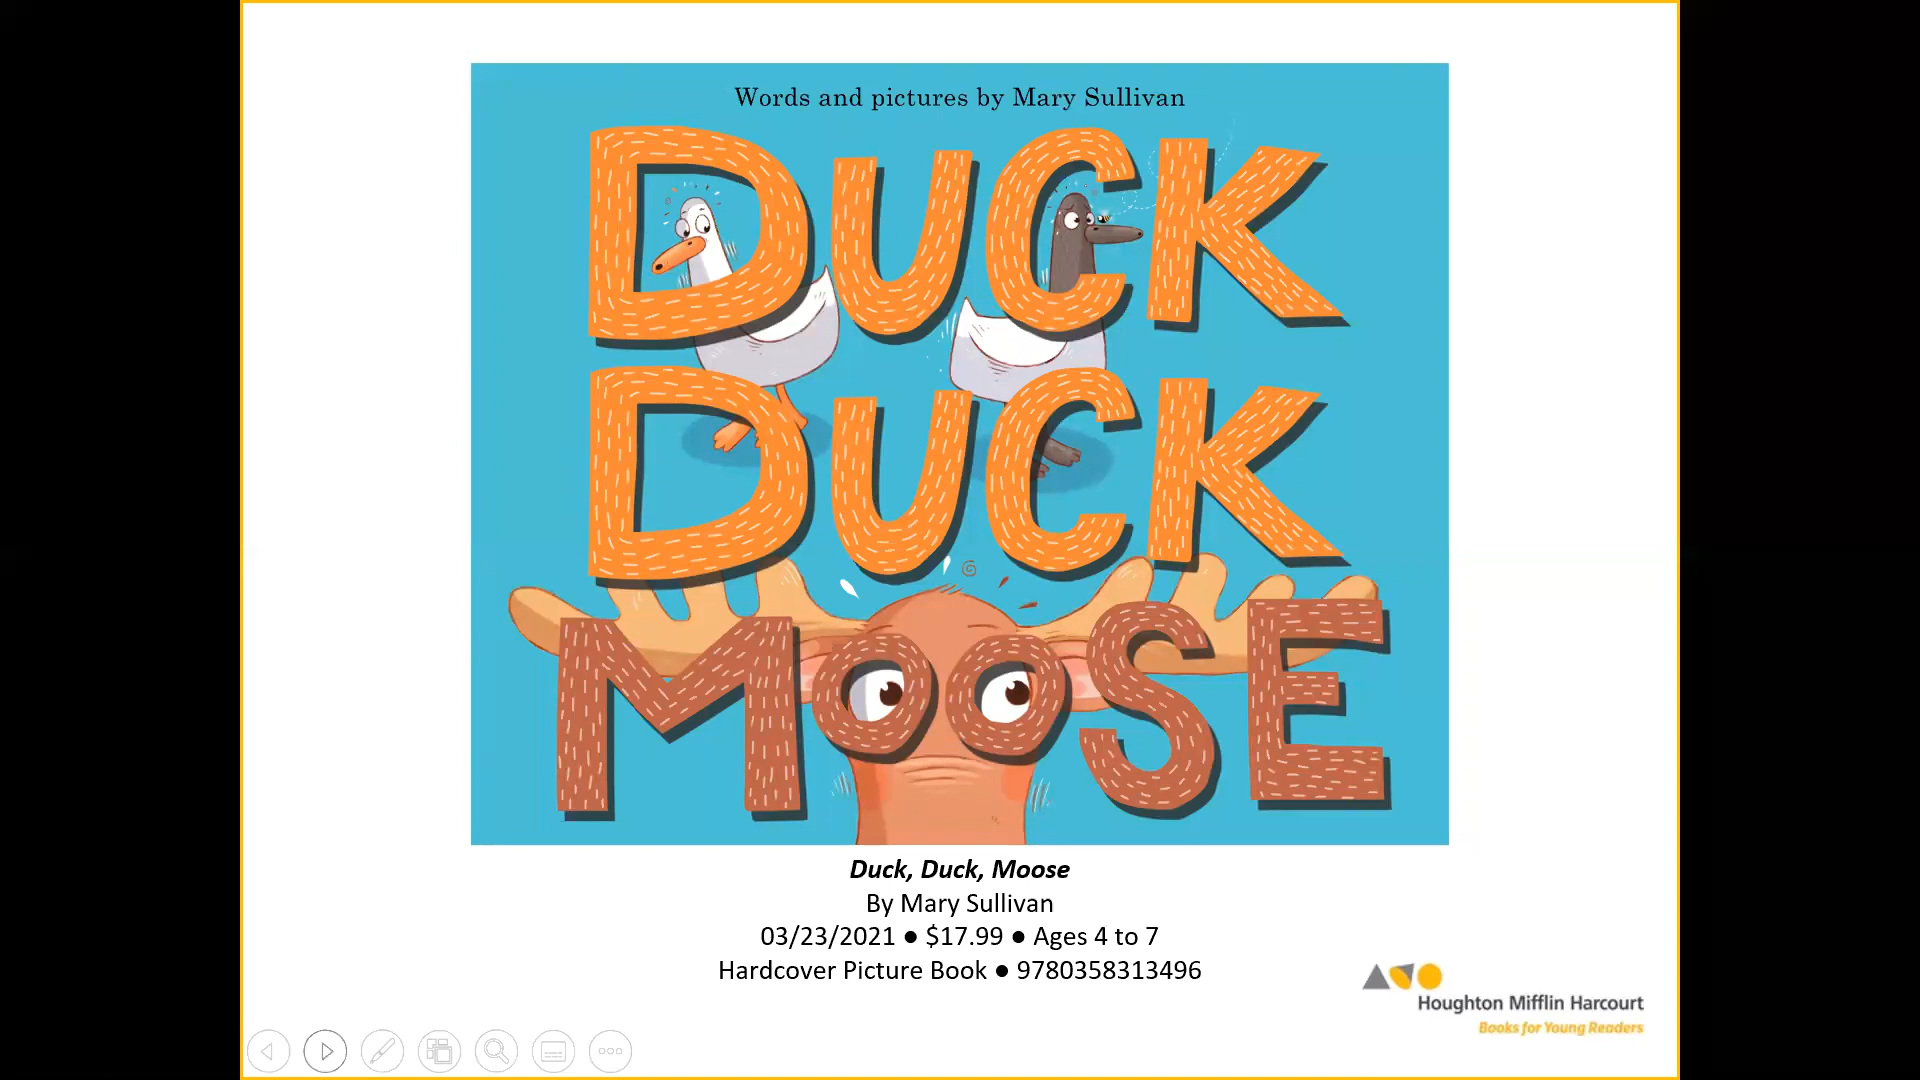 Words and pictures by Mary Sullivan
DUCK
DUCK
MOOSE
Duck, Duck, Moose
By Mary Sullivan
03/23/2021 ● $17.99 ● Ages 4 to 7
Hardcover Picture Book ● 9780358313496
Houghton Mifflin Harcourt
Books for Young Readers